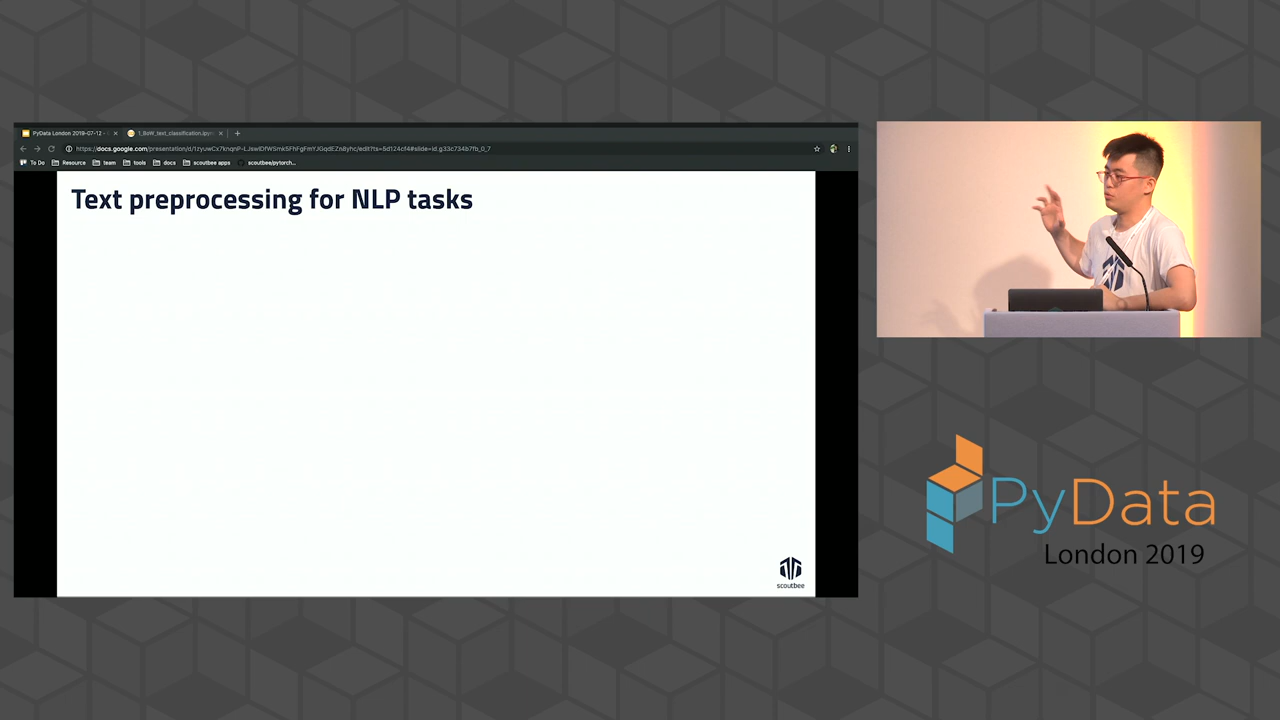 PyData London 2019-07-12 -
1_BoW_text_classification.ipyn
To Do Resource team tools docs scoutbee apps scoutbee/pytorch...
Text preprocessing for NLP tasks
scoutbee
PyData
London 2019